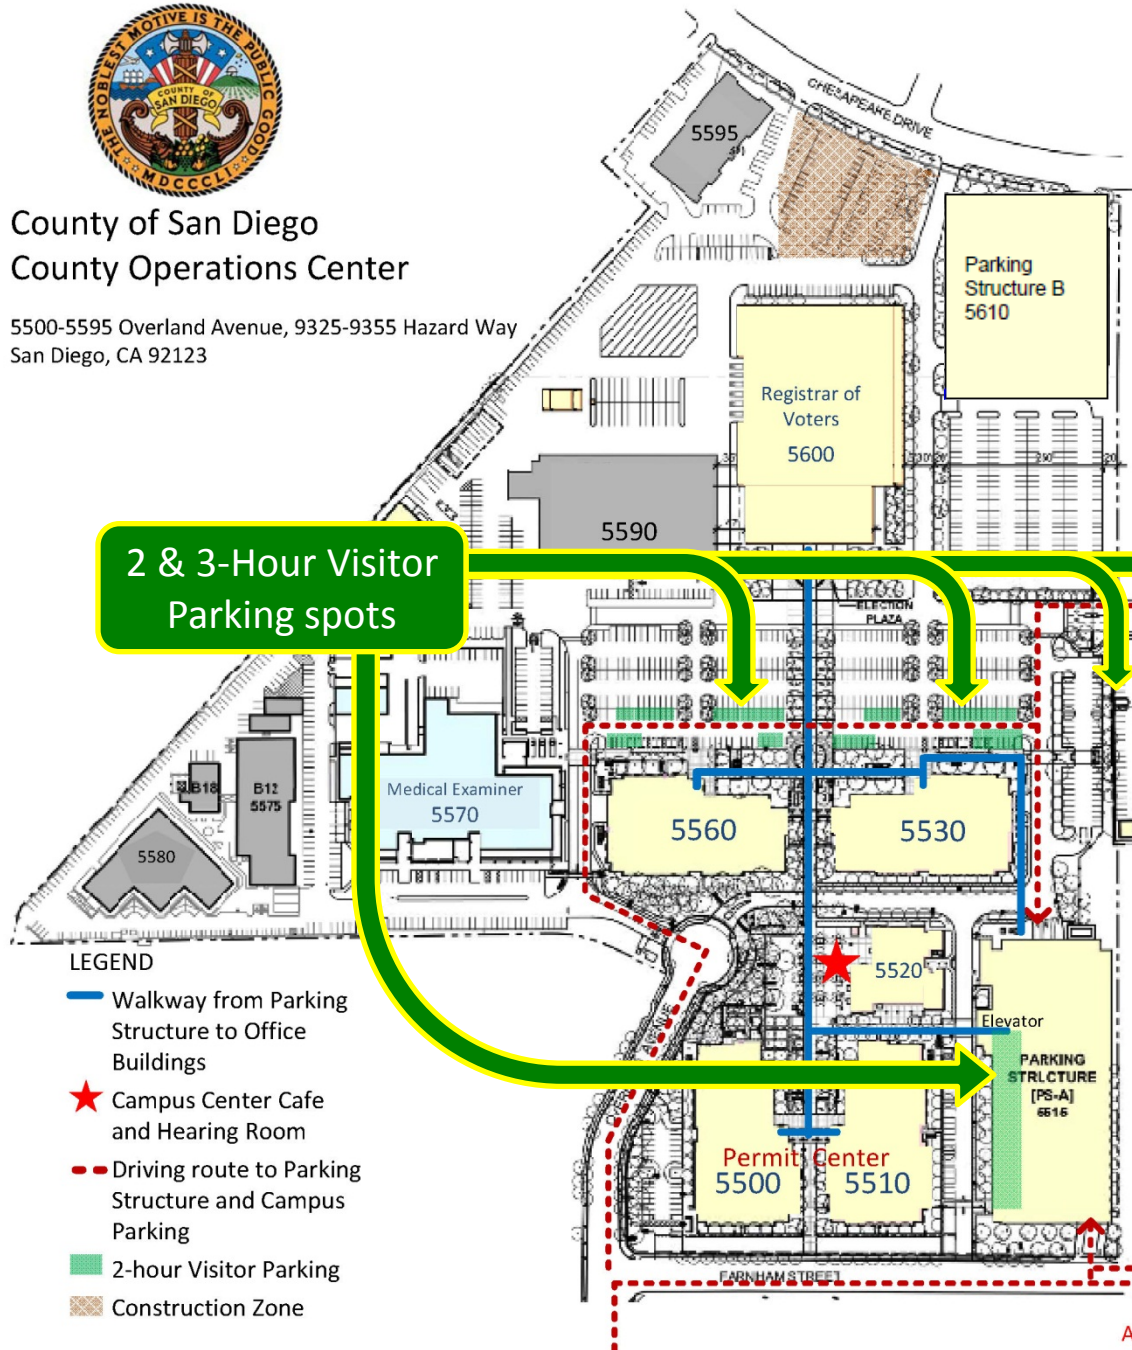 THE NOBLEST MOTIVE IS THE PUBLIC GOOD
COUNTY OF
SAN DIEGO
MDCCCLI
County of San Diego
County Operations Center
5500-5595 Overland Avenue, 9325-9355 Hazard Way
San Diego, CA 92123
CHESAPEAKE DRIVE
5595
Parking
Structure B
5610
Registrar of
Voters
5600
5590
2 & 3-Hour Visitor
Parking spots
ELECTION
PLAZA
Medical Examiner
5570
B18
B12
5575
5580
5560
5530
5520
Elevator
PARKING
STRLCTURE
[PS-A]
5515
AVENUE
Permit Center
5500
5510
FARNHAM STREET
A
LEGEND
Walkway from Parking
Structure to Office
Buildings
Campus Center Cafe
and Hearing Room
Driving route to Parking
Structure and Campus
Parking
2-hour Visitor Parking
Construction Zone